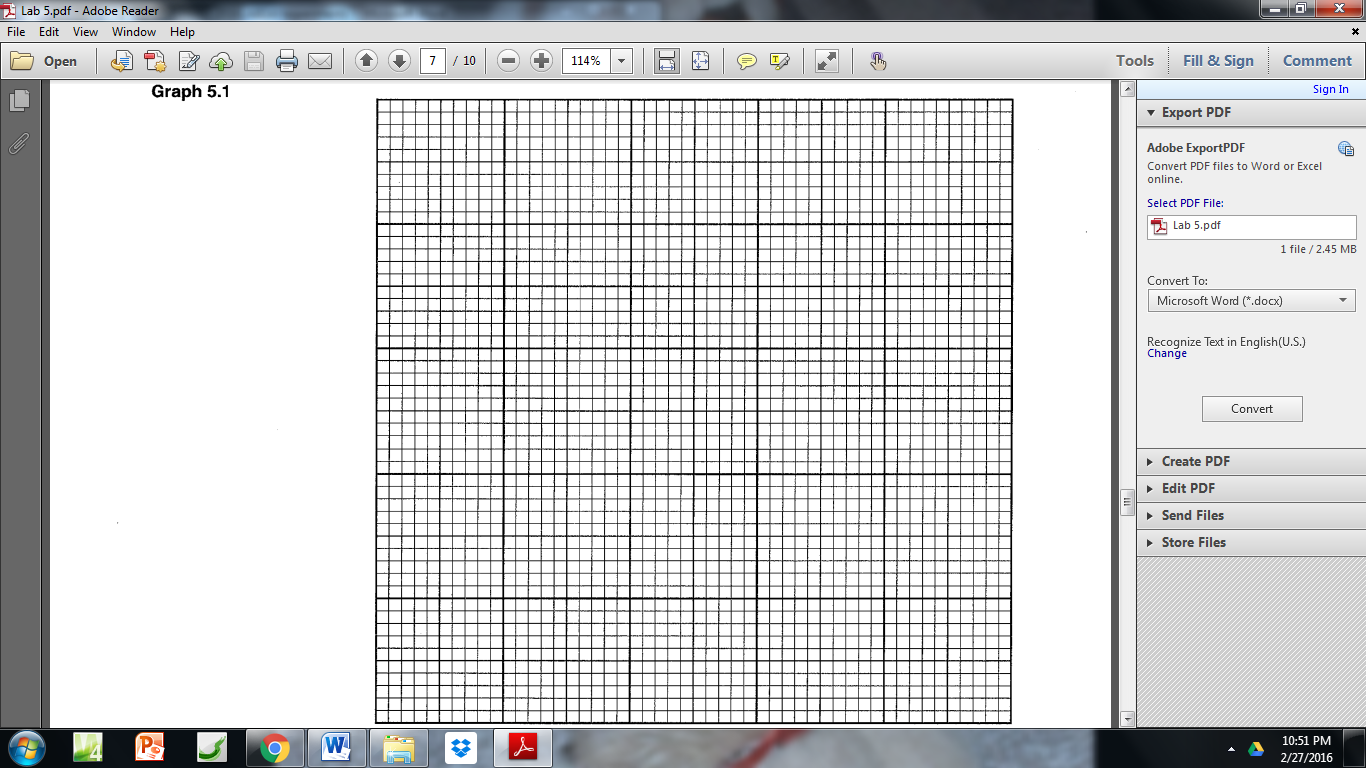 Lab 5.pdf - Adobe Reader
File Edit View Window Help
Open 7 / 10 114% Tools Fill & Sign Comment
Graph 5.1
Sign In
Export PDF
Adobe ExportPDF
Convert PDF files to Word or Excel
online.
Select PDF File:
Lab 5.pdf
1 file / 2.45 MB
Convert To:
Microsoft Word (*.docx)
Recognize Text in English(U.S.)
Change
Convert
Create PDF
Edit PDF
Send Files
Store Files
10:51 PM
2/27/2016